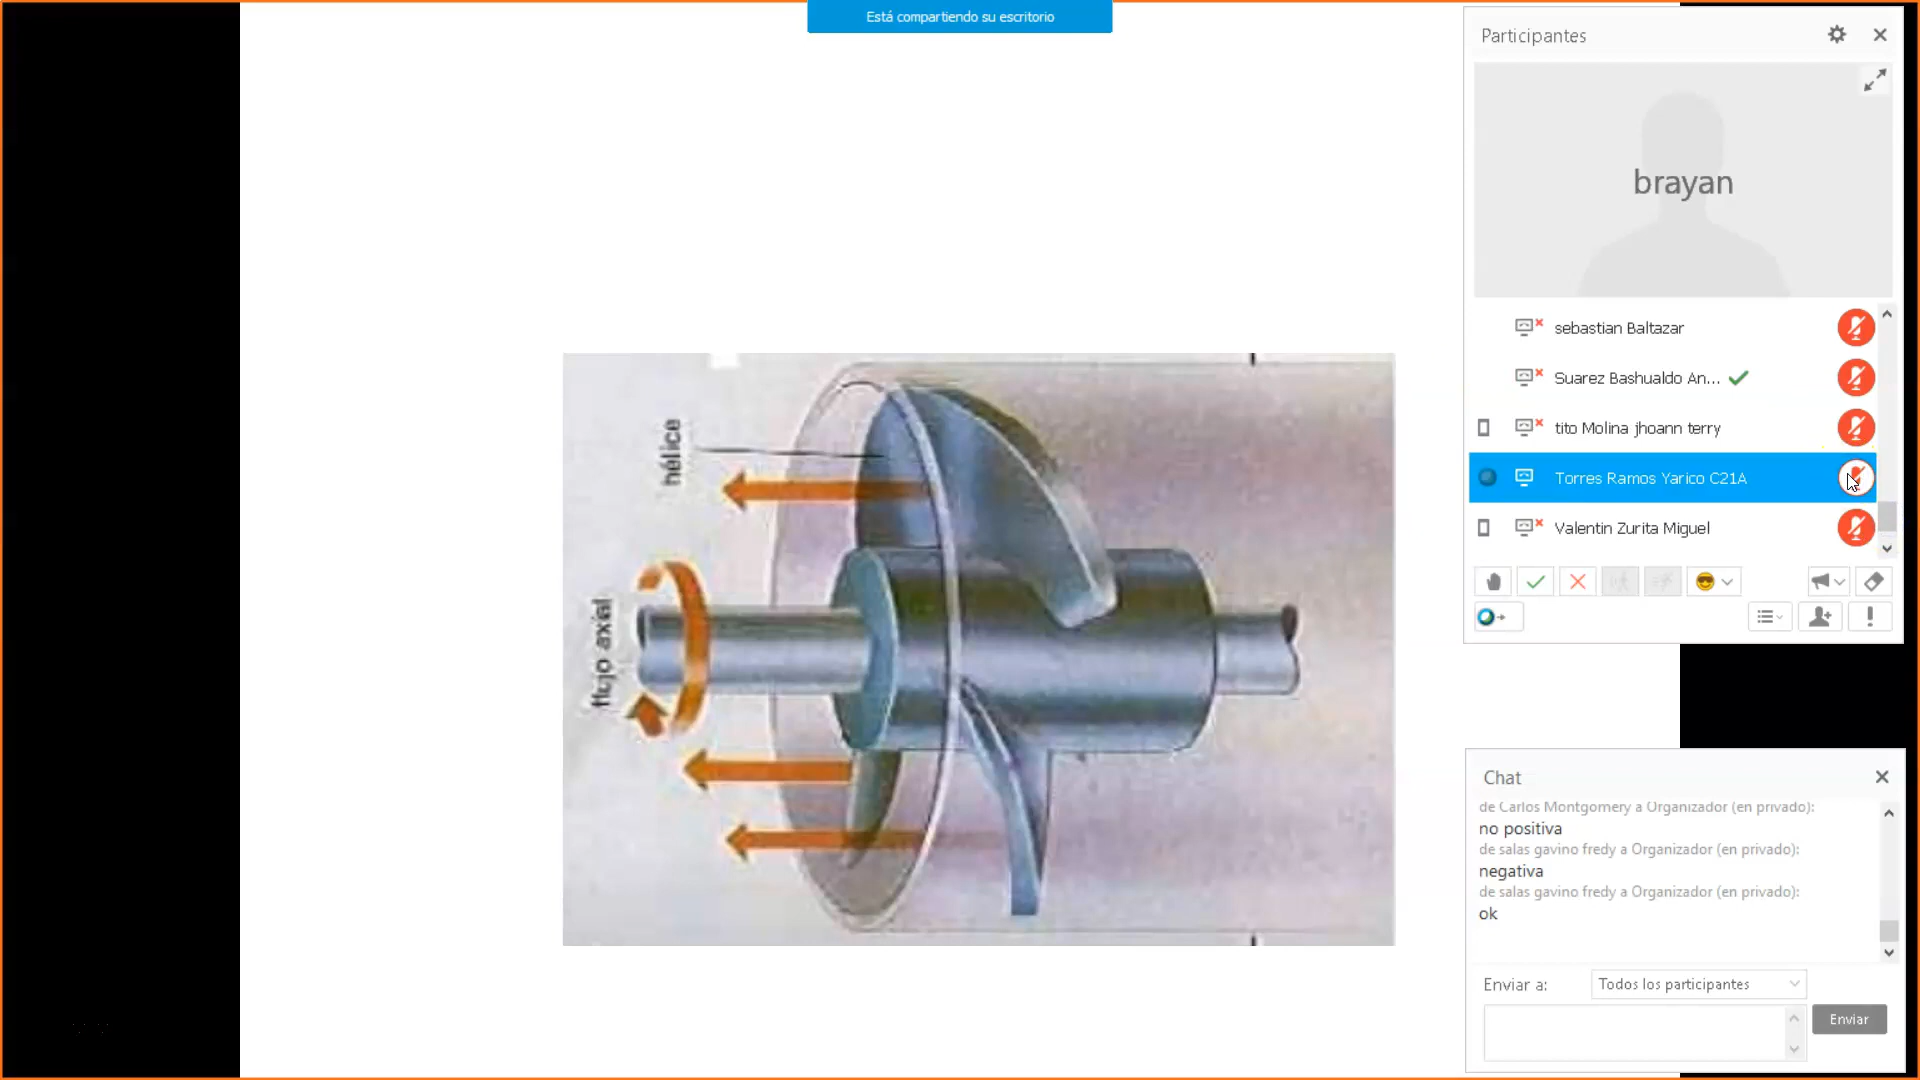 Está compartiendo su escritorio
Participantes
brayan
sebastian Baltazar
Suarez Bashualdo An...
tito Molina jhoann terry
Torres Ramos Yarico C21A
Valentin Zurita Miguel
hélice
flujo axial
Chat
de Carlos Montgomery a Organizador (en privado):
no positiva
de salas gavino fredy a Organizador (en privado):
negativa
de salas gavino fredy a Organizador (en privado):
ok
Enviar a:
Todos los participantes
Enviar